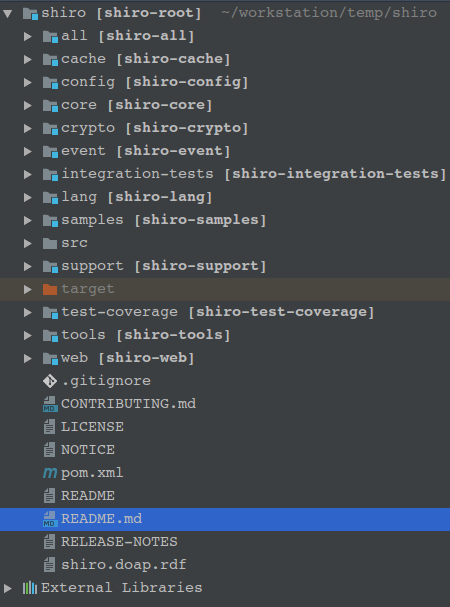 shiro [shiro-root] ~/workstation/temp/shiro
all [shiro-all]
cache [shiro-cache]
config [shiro-config]
core [shiro-core]
crypto [shiro-crypto]
event [shiro-event]
integration-tests [shiro-integration-tests]
lang [shiro-lang]
samples [shiro-samples]
src
support [shiro-support]
target
test-coverage [shiro-test-coverage]
tools [shiro-tools]
web [shiro-web]
.gitignore
CONTRIBUTING.md
LICENSE
NOTICE
pom.xml
README
README.md
RELEASE-NOTES
shiro.doap.rdf
External Libraries